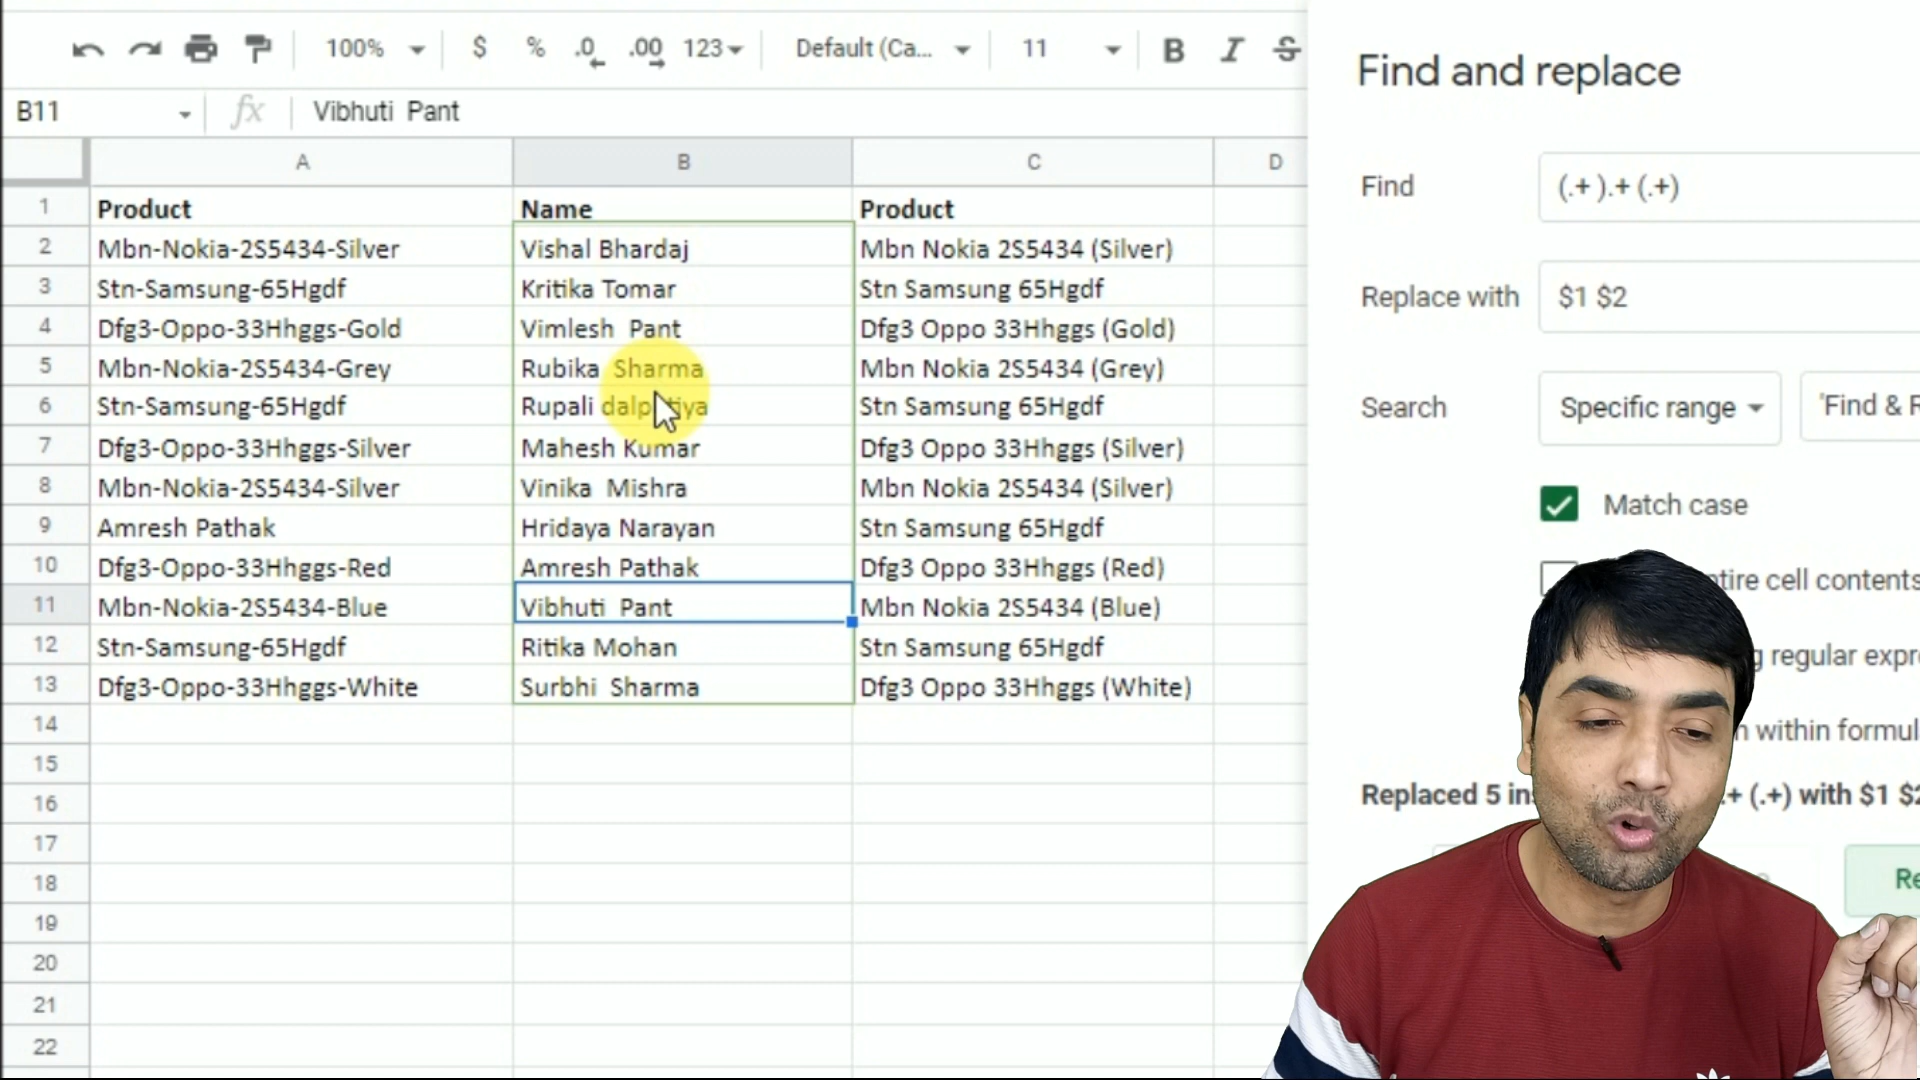 100% $ % .0 .00 123 Default (Ca... 11 B I S
B11 fx Vibhuti  Pant
A B C D
1 Product Name Product
2 Mbn-Nokia-2S5434-Silver Vishal Bhardaj Mbn Nokia 2S5434 (Silver)
3 Stn-Samsung-65Hgdf Kritika Tomar Stn Samsung 65Hgdf
4 Dfg3-Oppo-33Hhggs-Gold Vimlesh  Pant Dfg3 Oppo 33Hhggs (Gold)
5 Mbn-Nokia-2S5434-Grey Rubika  Sharma Mbn Nokia 2S5434 (Grey)
6 Stn-Samsung-65Hgdf Rupali Stn Samsung 65Hgdf
7 Dfg3-Oppo-33Hhggs-Silver Mahesh Kumar Dfg3 Oppo 33Hhggs (Silver)
8 Mbn-Nokia-2S5434-Silver Vinika  Mishra Mbn Nokia 2S5434 (Silver)
9 Amresh Pathak Hridaya Narayan Stn Samsung 65Hgdf
10 Dfg3-Oppo-33Hhggs-Red Amresh Pathak Dfg3 Oppo 33Hhggs (Red)
11 Mbn-Nokia-2S5434-Blue Vibhuti  Pant Mbn Nokia 2S5434 (Blue)
12 Stn-Samsung-65Hgdf Ritika Mohan Stn Samsung 65Hgdf
13 Dfg3-Oppo-33Hhggs-White Surbhi  Sharma Dfg3 Oppo 33Hhggs (White)
14
15
16
17
18
19
20
21
22
Find and replace
Find (.+ ).+ (.+)
Replace with $1 $2
Search Specific range 'Find & R
Match case
cell contents
regular expr
within formul
Replaced 5 .+ (.+) with $1 $2
Re